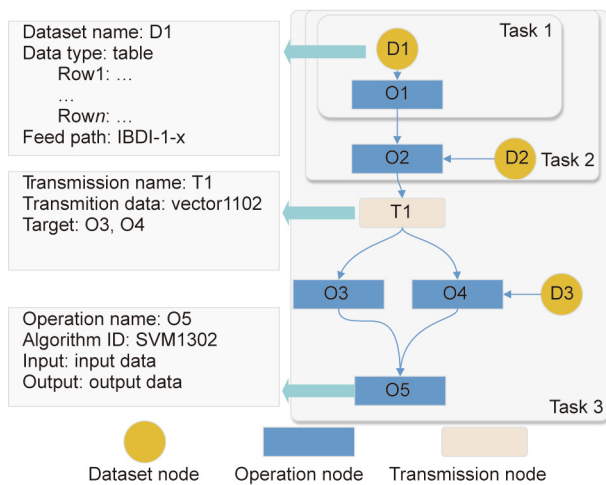 Dataset name: D1
Data type: table
Row1: …
…
Rown: …
Feed path: IBDI-1-x
Transmission name: T1
Transmition data: vector1102
Target: O3, O4
Operation name: O5
Algorithm ID: SVM1302
Input: input data
Output: output data
Task 1
D1
O1
O2
D2
Task 2
T1
O3
O4
D3
O5
Task 3
Dataset node
Operation node
Transmission node